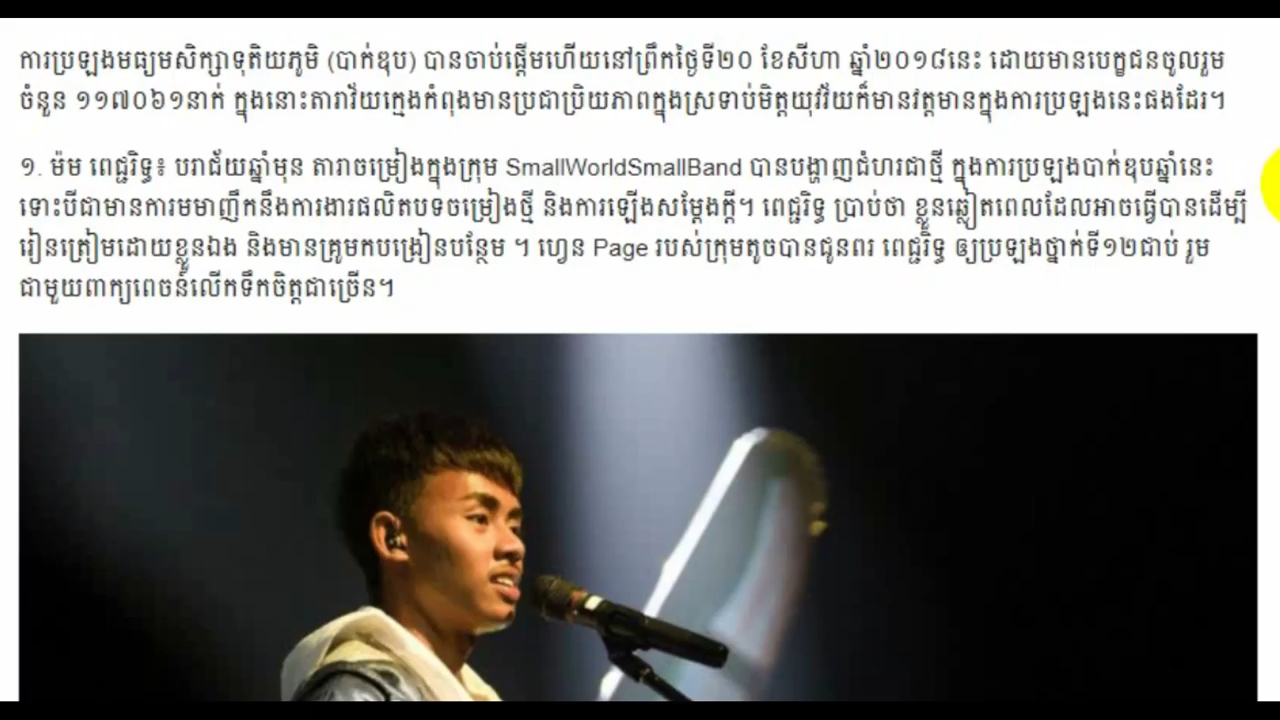 ការប្រឡងមធ្យមសិក្សាទុតិយភូមិ (បាក់ឌុប) បានចាប់ផ្ដើមហើយនៅព្រឹកថ្ងៃទី២០ ខែសីហា ឆ្នាំ២០១៨នេះ ដោយមានបេក្ខជនចូលរួម
ចំនួន ១១៧០៦១នាក់ ក្នុងនោះតារាវ័យក្មេងកំពុងមានប្រជាប្រិយភាពក្នុងស្រទាប់មិត្តយុវវ័យក៏មានវត្តមានក្នុងការប្រឡងនេះផងដែរ។
១. ម៉ម ពេជ្ជរិទ្ធ៖ បរាជ័យឆ្នាំមុន តារាចម្រៀងក្នុងក្រុម SmallWorldSmallBand បានបង្ហាញជំហរជាថ្មី ក្នុងការប្រឡងបាក់ឌុបឆ្នាំនេះ
ទោះបីជាមានការមមាញឹកនឹងការងារផលិតបទចម្រៀងថ្មី និងការឡើងសម្ដែងក្ដី។ ពេជ្ជរិទ្ធ ប្រាប់ថា ខ្លួនឆ្លៀតពេលដែលអាចធ្វើបានដើម្បី
រៀនត្រៀមដោយខ្លួនឯង និងមានគ្រូមកបង្រៀនបន្ថែម ។ ហ្វេន Page របស់ក្រុមតូចបានជូនពរ ពេជ្ជរិទ្ធ ឲ្យប្រឡងថ្នាក់ទី១២ជាប់ រួម
ជាមួយពាក្យពេចន៍លើកទឹកចិត្តជាច្រើន។